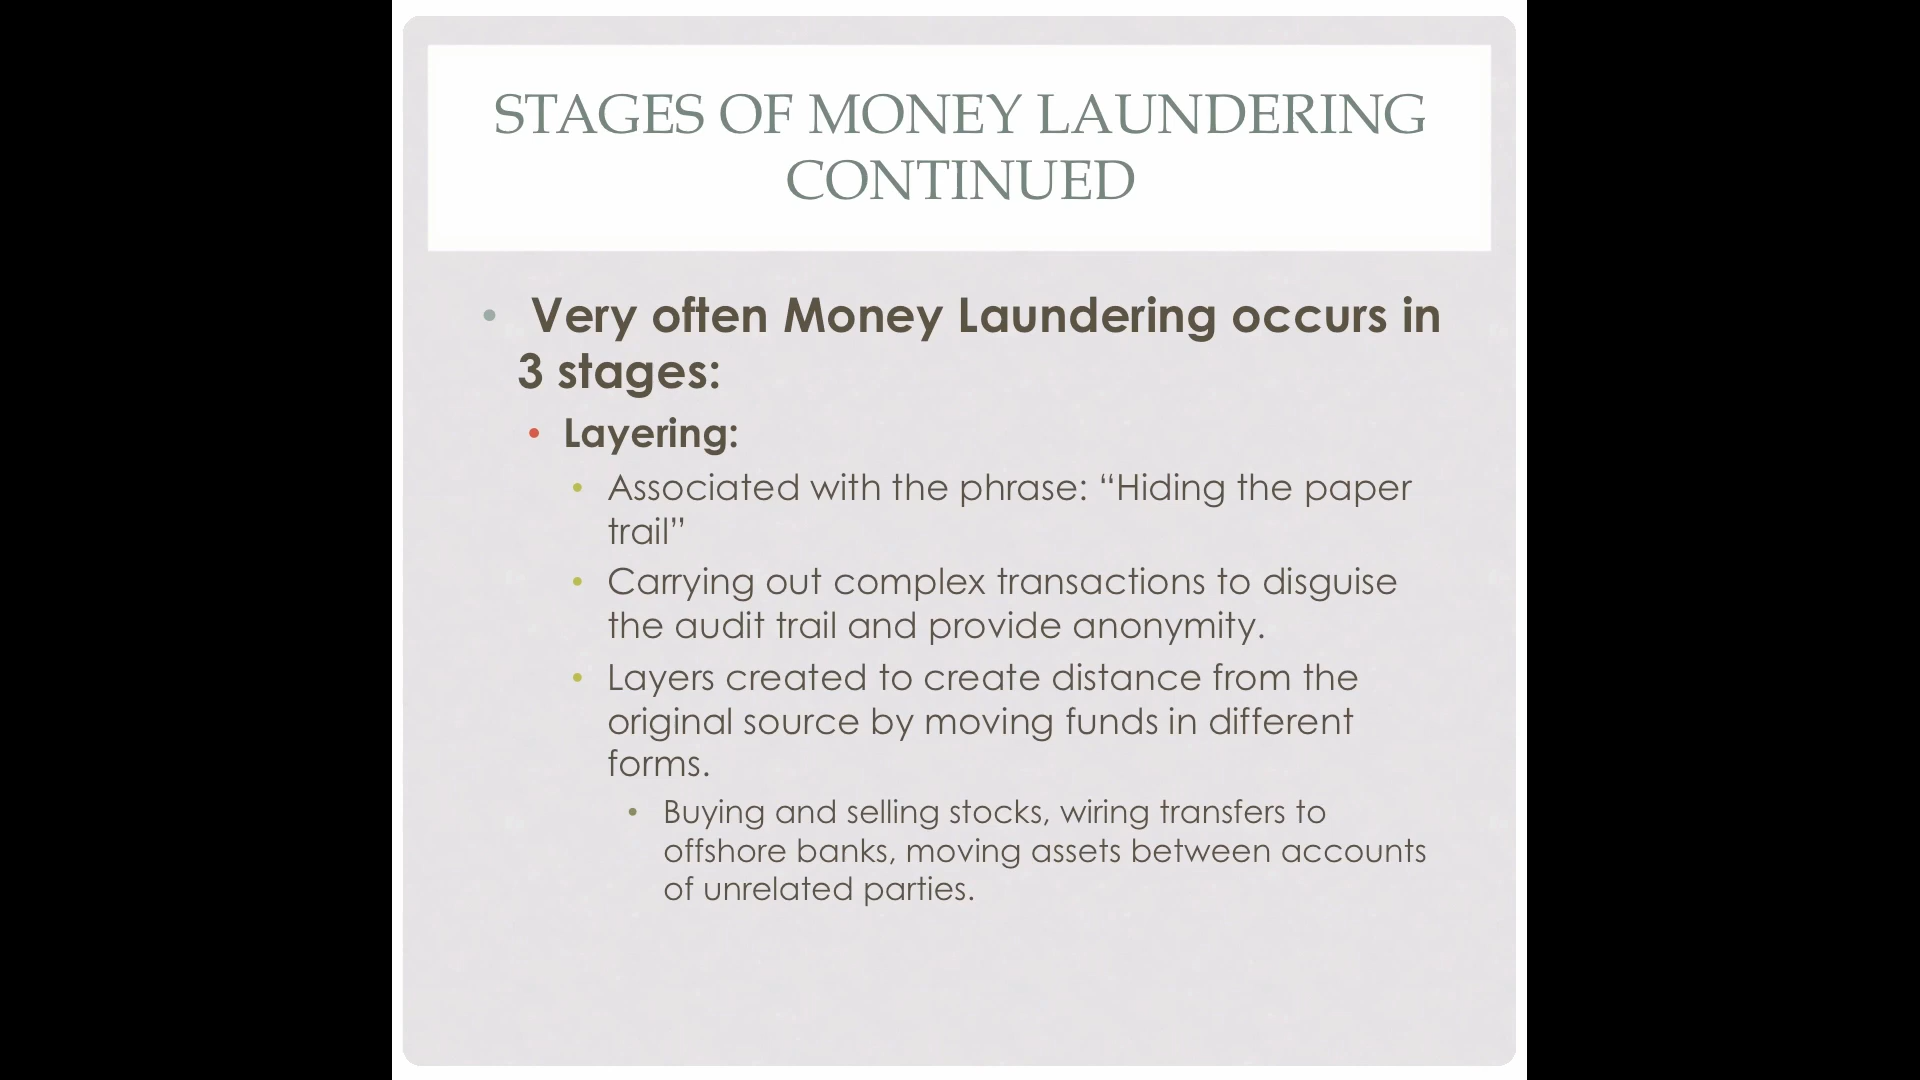 STAGES OF MONEY LAUNDERING
CONTINUED
• Very often Money Laundering occurs in
3 stages:
• Layering:
• Associated with the phrase: “Hiding the paper
trail”
• Carrying out complex transactions to disguise
the audit trail and provide anonymity.
• Layers created to create distance from the
original source by moving funds in different
forms.
• Buying and selling stocks, wiring transfers to
offshore banks, moving assets between accounts
of unrelated parties.